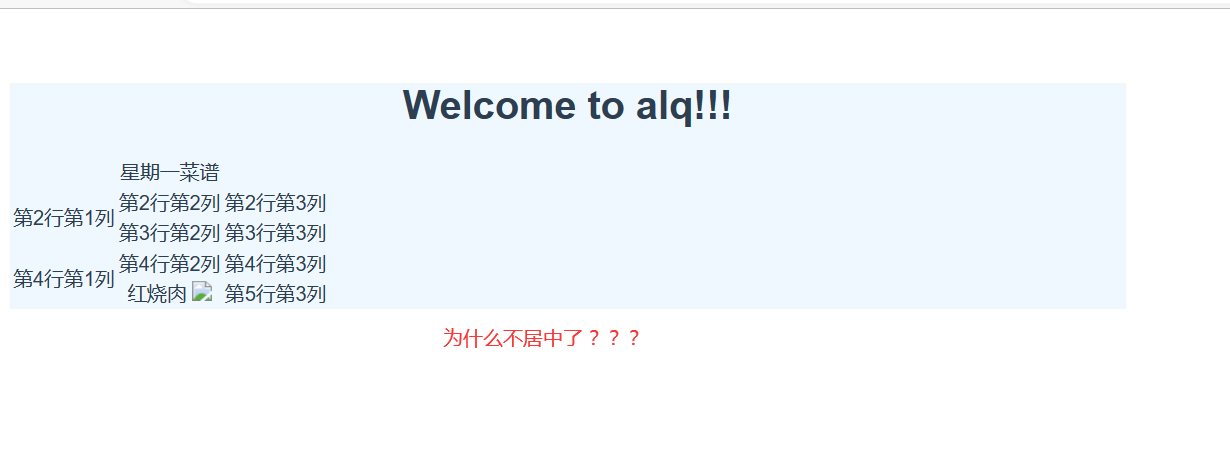 Welcome to alq!!!
星期一菜谱
第2行第1列 第2行第2列 第2行第3列
第3行第2列 第3行第3列
第4行第1列 第4行第2列 第4行第3列
红烧肉 第5行第3列
为什么不居中了？？？